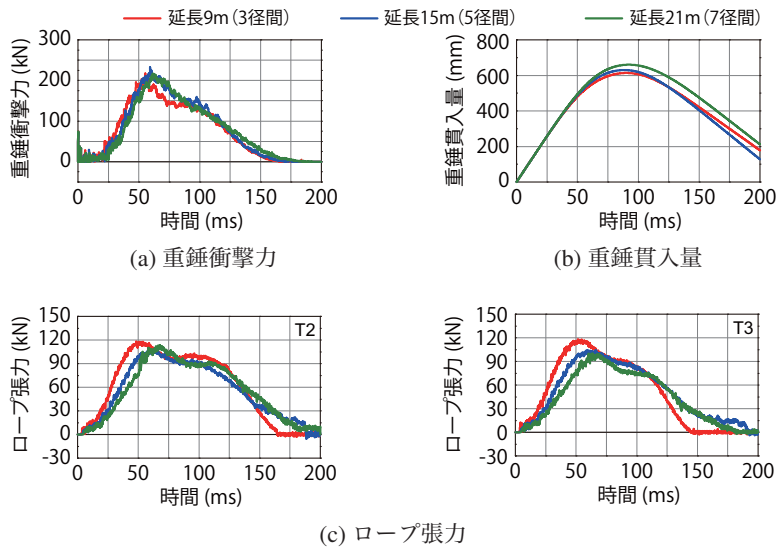 延長9m（3径間）　延長15m（5径間）　延長21m（7径間）
重錘衝撃力 (kN)
300
200
100
0
0 50 100 150 200
時間 (ms)
(a) 重錘衝撃力
重錘貫入量 (mm)
800
600
400
200
0
0 50 100 150 200
時間 (ms)
(b) 重錘貫入量
ロープ張力 (kN)
150
120
90
60
30
0
-30
T2
0 50 100 150 200
時間 (ms)
ロープ張力 (kN)
150
120
90
60
30
0
-30
T3
0 50 100 150 200
時間 (ms)
(c) ロープ張力